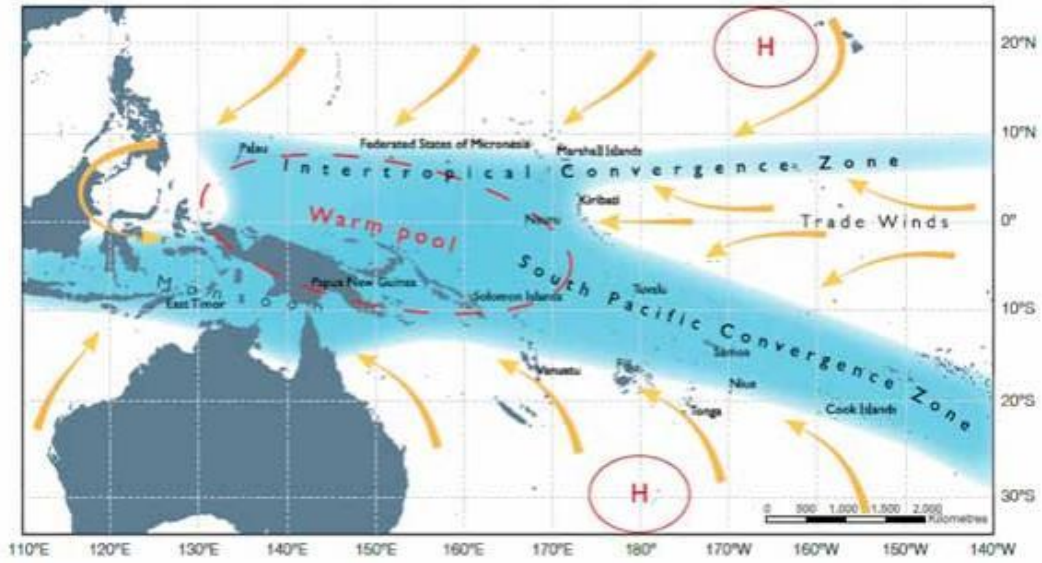 H
20°N
10°N
Palau
Federated States of Micronesia
Marshall Islands
Intertropical Convergence Zone
Kiribati
Warm pool
Nauru
0°
Trade Winds
South Pacific Convergence Zone
Monsoon
Papua New Guinea
East Timor
Solomon Islands
Tuvalu
10°S
Samoa
Vanuatu
Fiji
Niue
Tonga
Cook Islands
20°S
H
30°S
0 500 1,000 1,500 2,000
Kilometres
110°E 120°E 130°E 140°E 150°E 160°E 170°E 180° 170°W 160°W 150°W 140°W